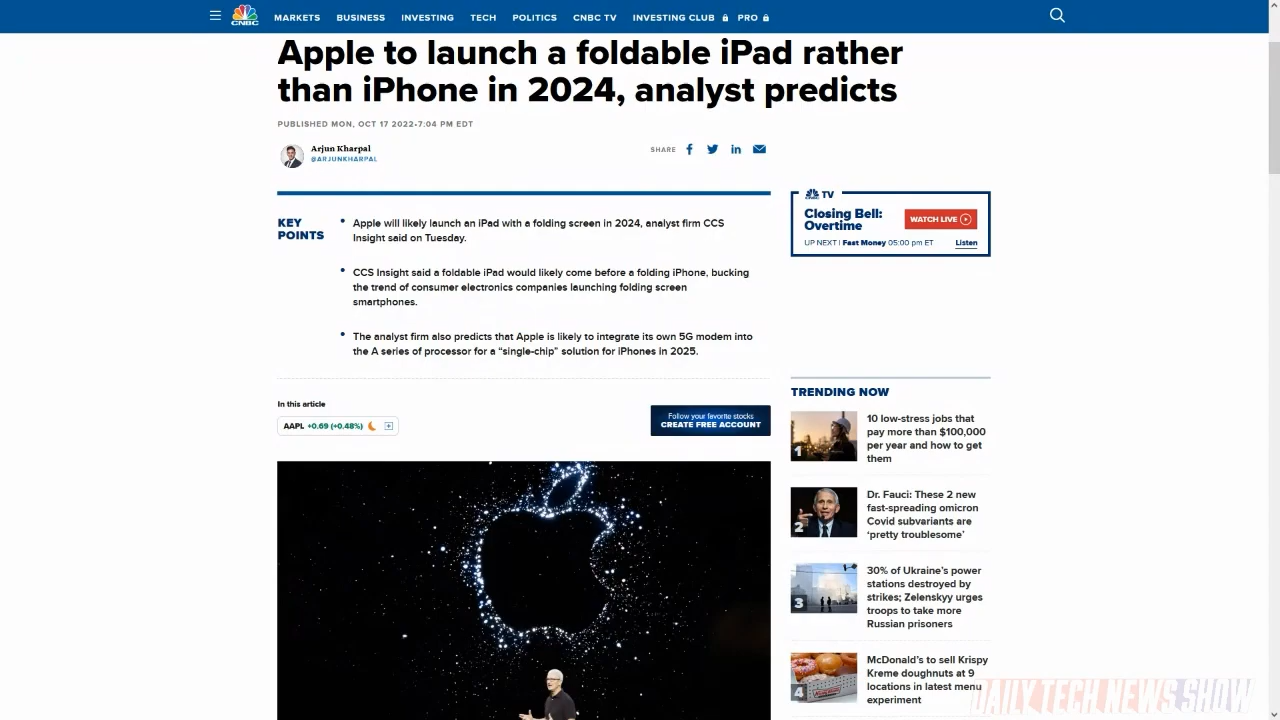 CNBC
MARKETS BUSINESS INVESTING TECH POLITICS CNBC TV INVESTING CLUB PRO
Apple to launch a foldable iPad rather
than iPhone in 2024, analyst predicts
PUBLISHED MON, OCT 17 2022•7:04 PM EDT
Arjun Kharpal
@ARJUNKHARPAL
SHARE
KEY
POINTS
Apple will likely launch an iPad with a folding screen in 2024, analyst firm CCS
Insight said on Tuesday.
CCS Insight said a foldable iPad would likely come before a folding iPhone, bucking
the trend of consumer electronics companies launching folding screen
smartphones.
The analyst firm also predicts that Apple is likely to integrate its own 5G modem into
the A series of processor for a “single-chip” solution for iPhones in 2025.
In this article
AAPL +0.69 (+0.48%)
Follow your favorite stocks
CREATE FREE ACCOUNT
CNBC TV
Closing Bell:
Overtime
WATCH LIVE
UP NEXT | Fast Money 05:00 pm ET
Listen
TRENDING NOW
1
10 low-stress jobs that
pay more than $100,000
per year and how to get
them
2
Dr. Fauci: These 2 new
fast-spreading omicron
Covid subvariants are
‘pretty troublesome’
3
30% of Ukraine’s power
stations destroyed by
strikes; Zelenskyy urges
troops to take more
Russian prisoners
4
McDonald’s to sell Krispy
Kreme doughnuts at 9
locations in latest menu
experiment
DAILY TECH NEWS SHOW